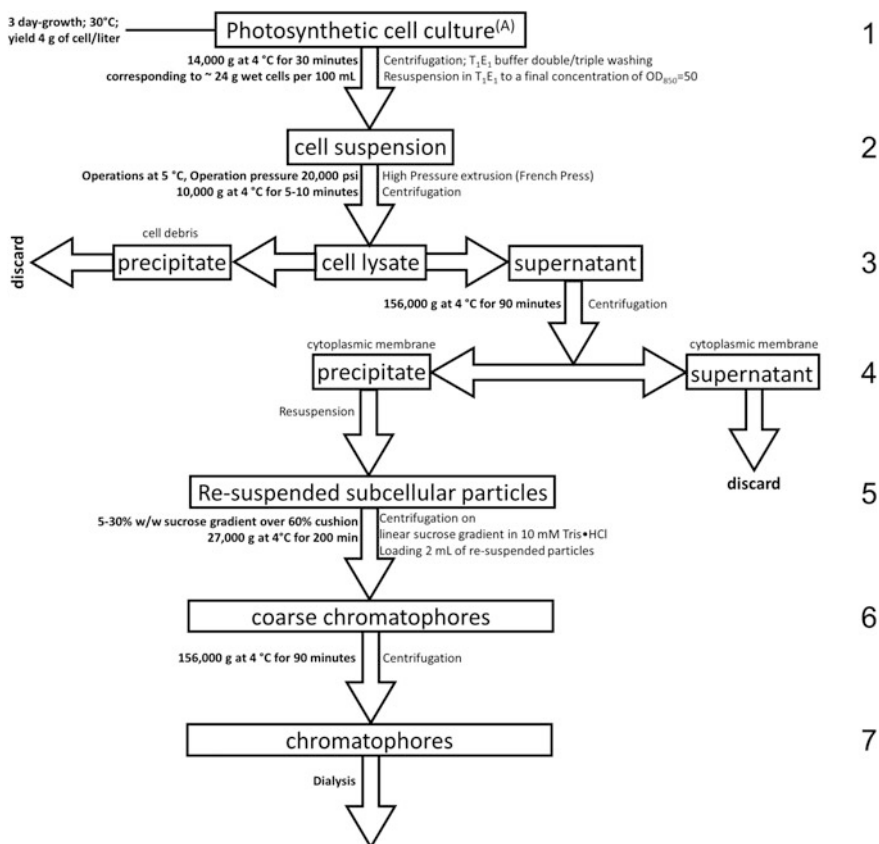 3 day-growth; 30°C;
yield 4 g of cell/liter
Photosynthetic cell culture(A)
1
14,000 g at 4 °C for 30 minutes
corresponding to ~ 24 g wet cells per 100 mL
Centrifugation; T1E1 buffer double/triple washing
Resuspension in T1E1 to a final concentration of OD850=50
cell suspension
2
Operations at 5 °C, Operation pressure 20,000 psi
10,000 g at 4 °C for 5-10 minutes
High Pressure extrusion (French Press)
Centrifugation
discard
cell debris
precipitate
cell lysate
supernatant
3
156,000 g at 4 °C for 90 minutes
Centrifugation
cytoplasmic membrane
precipitate
cytoplasmic membrane
supernatant
4
Resuspension
discard
Re-suspended subcellular particles
5
5-30% w/w sucrose gradient over 60% cushion
27,000 g at 4°C for 200 min
Centrifugation on
linear sucrose gradient in 10 mM Tris•HCl
Loading 2 mL of re-suspended particles
coarse chromatophores
6
156,000 g at 4 °C for 90 minutes
Centrifugation
chromatophores
7
Dialysis